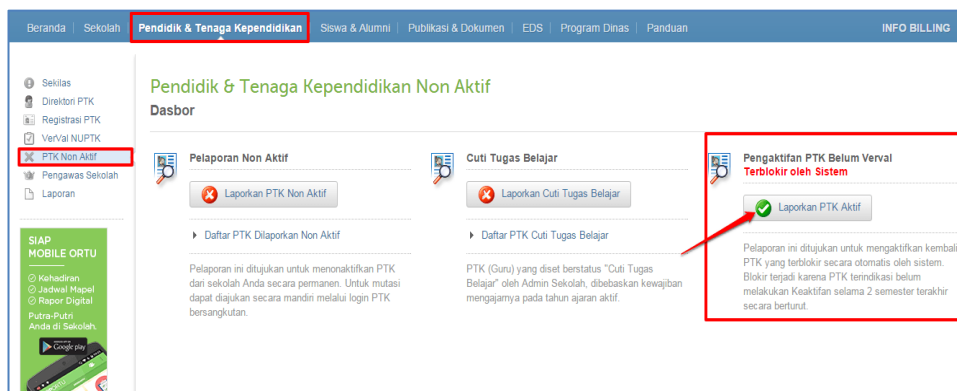 Beranda | Sekolah | Pendidik & Tenaga Kependidikan Siswa & Alumni | Publikasi & Dokumen | EDS | Program Dinas | Panduan INFO BILLING
Sekilas
Direktori PTK
Registrasi PTK
VerVal NUPTK
PTK Non Aktif
Pengawas Sekolah
Laporan
SIAP
MOBILE ORTU
Kehadiran
Jadwal Mapel
Rapor Digital
Putra-Putri
Anda di Sekolah.
Google play
Pendidik & Tenaga Kependidikan Non Aktif
Dasbor
Pelaporan Non Aktif
Laporkan PTK Non Aktif
Daftar PTK Dilaporkan Non Aktif
Pelaporan ini ditujukan untuk menonaktifkan PTK
dari sekolah Anda secara permanen. Untuk mutasi
dapat diajukan secara mandiri melalui login PTK
bersangkutan.
Cuti Tugas Belajar
Laporkan Cuti Tugas Belajar
Daftar PTK Cuti Tugas Belajar
PTK (Guru) yang diset berstatus "Cuti Tugas
Belajar" oleh Admin Sekolah, dibebaskan kewajiban
mengajarnya pada tahun ajaran aktif.
Pengaktifan PTK Belum Verval
Terblokir oleh Sistem
Laporkan PTK Aktif
Pelaporan ini ditujukan untuk mengaktifkan kembali
PTK yang terblokir secara otomatis oleh sistem.
Blokir terjadi karena PTK terindikasi belum
melakukan Keaktifan selama 2 semester terakhir
secara berturut.